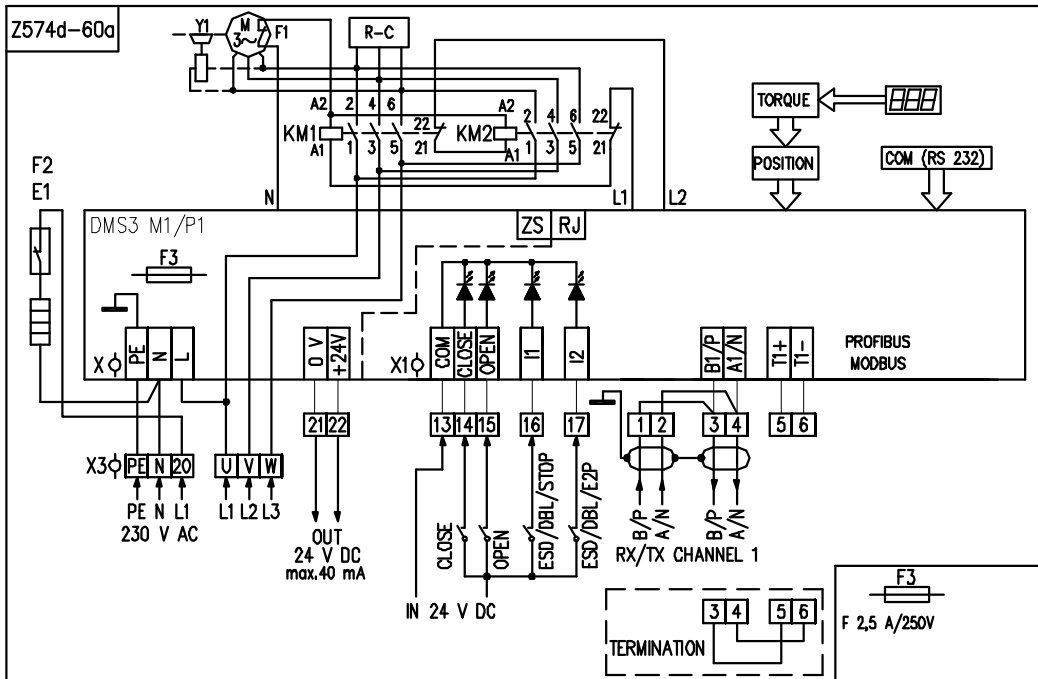 Z574d-60a
Y1
M
3~
F1
R-C
A2
2
4
6
KM1
A1
1
3
5
22
21
A2
KM2
A1
2
4
6
1
3
5
22
21
TORQUE
POSITION
COM (RS 232)
F2
E1
N
L1
L2
DMS3 M1/P1
ZS
RJ
F3
X
PE
N
L
0 V
+24V
X1
COM
CLOSE
OPEN
I1
I2
B1/P
A1/N
T1+
T1-
PROFIBUS
MODBUS
21
22
13
14
15
16
17
1
2
3
4
5
6
X3
PE
N
20
U
V
W
PE N L1
L1 L2 L3
230 V AC
OUT
24 V DC
max.40 mA
CLOSE
OPEN
ESD/DBL/STOP
ESD/DBL/E2P
B/P
A/N
B/P
A/N
RX/TX CHANNEL 1
IN 24 V DC
TERMINATION
3
4
5
6
F3
F 2,5 A/250V